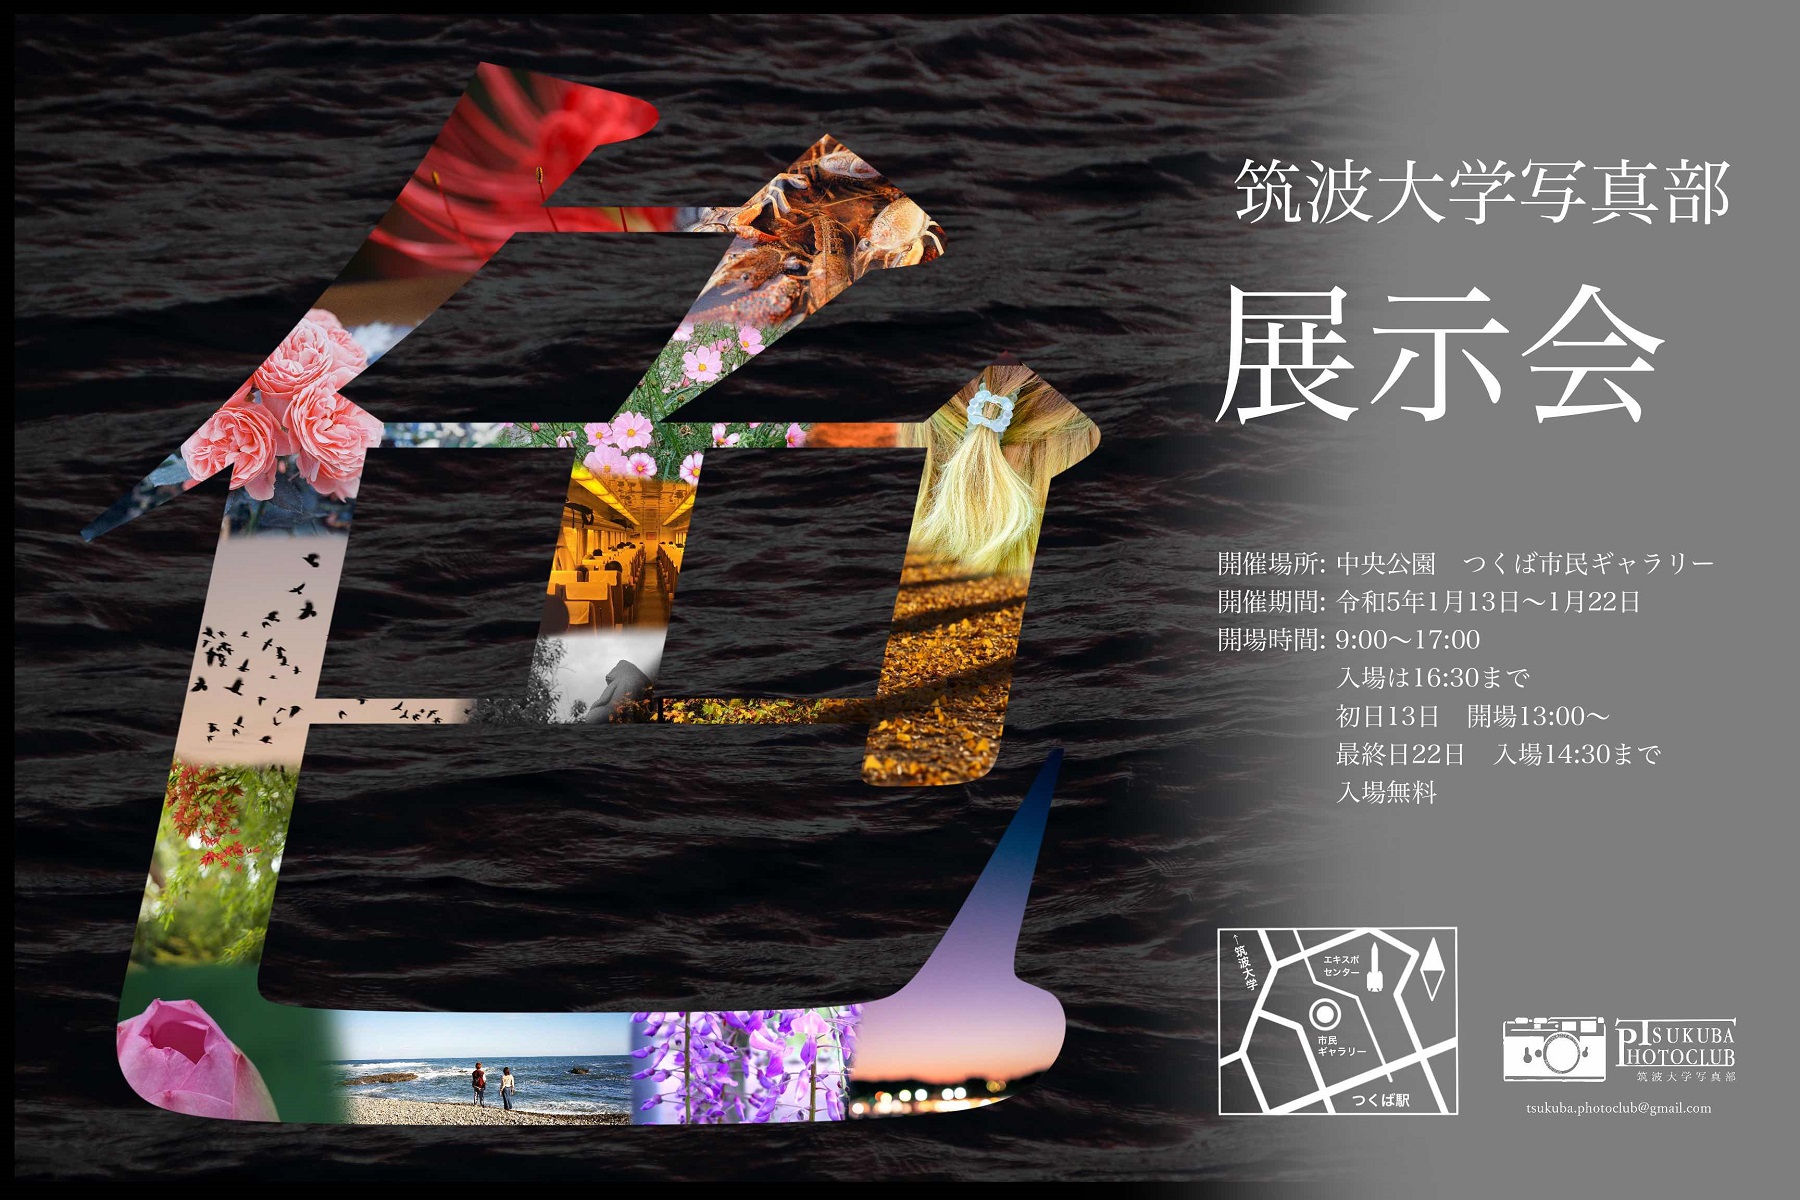 色
筑波大学写真部
展示会
開催場所: 中央公園　つくば市民ギャラリー
開催期間: 令和5年1月13日〜1月22日
開場時間: 9:00〜17:00
入場は16:30まで
初日13日　開場13:00〜
最終日22日　入場14:30まで
入場無料
←筑波大学
エキスポ
センター
市民
ギャラリー
つくば駅
TSUKUBA
PHOTOCLUB
筑波大学写真部
tsukuba.photoclub@gmail.com